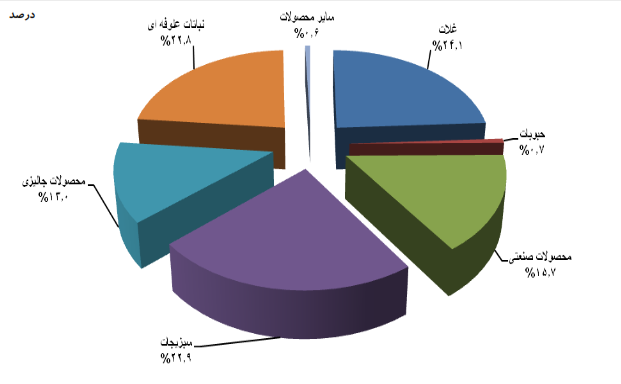 درصد
سایر محصولات
%۰٫۶
غلات
%۲۴٫۱
حبوبات
%۰٫۷
محصولات صنعتی
%۱۵٫۷
سبزیجات
%۲۲٫۹
محصولات جالیزی
%۱۳٫۰
نباتات علوفه ای
%۲۲٫۸